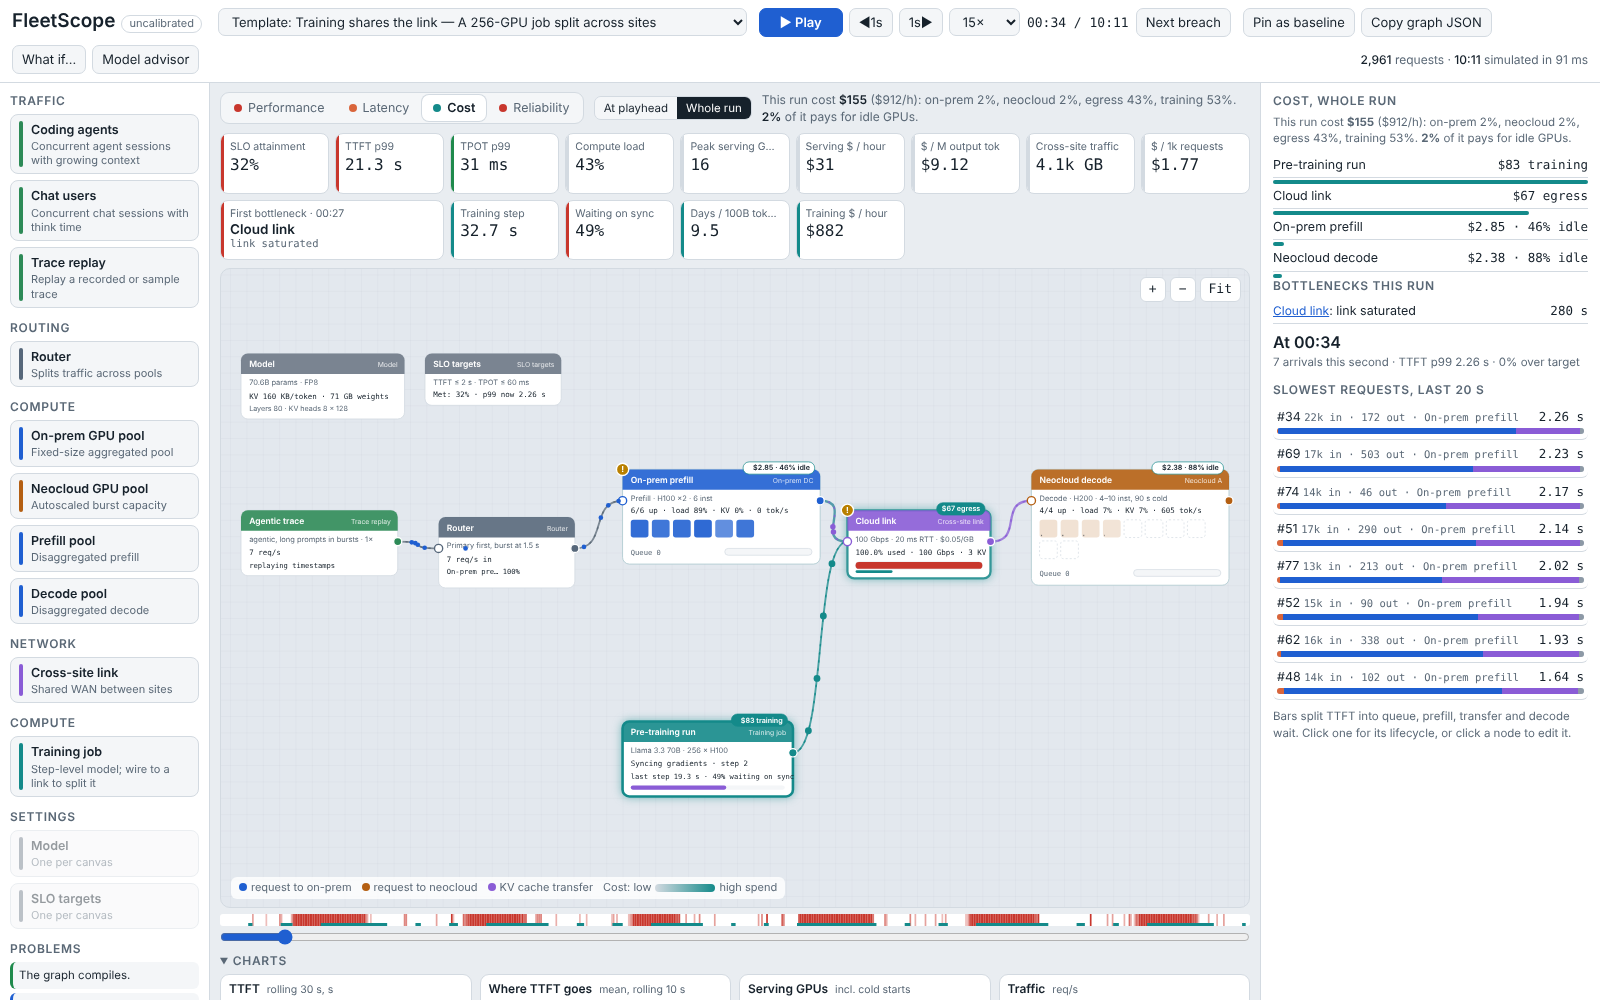 FleetScope uncalibrated
Template: Training shares the link — A 256-GPU job split across sites
▶ Play
◀1s
1s▶
15×
00:34 / 10:11
Next breach
Pin as baseline
Copy graph JSON
What if...
Model advisor
2,961 requests · 10:11 simulated in 91 ms
TRAFFIC
Coding agents
Concurrent agent sessions
with growing context
Chat users
Concurrent chat sessions with
think time
Trace replay
Replay a recorded or sample
trace
ROUTING
Router
Splits traffic across pools
COMPUTE
On-prem GPU pool
Fixed-size aggregated pool
Neocloud GPU pool
Autoscaled burst capacity
Prefill pool
Disaggregated prefill
Decode pool
Disaggregated decode
NETWORK
Cross-site link
Shared WAN between sites
COMPUTE
Training job
Step-level model; wire to a
link to split it
SETTINGS
Model
One per canvas
SLO targets
One per canvas
PROBLEMS
The graph compiles.
Performance
Latency
Cost
Reliability
At playhead
Whole run
This run cost $155 ($912/h): on-prem 2%, neocloud 2%, egress 43%, training 53%.
2% of it pays for idle GPUs.
SLO attainment
32%
TTFT p99
21.3 s
TPOT p99
31 ms
Compute load
43%
Peak serving G...
16
Serving $ / hour
$31
$ / M output tok
$9.12
Cross-site traffic
4.1k GB
$ / 1k requests
$1.77
First bottleneck · 00:27
Cloud link
link saturated
Training step
32.7 s
Waiting on sync
49%
Days / 100B tok...
9.5
Training $ / hour
$882
+
−
Fit
Model Model
70.6B params · FP8
KV 160 KB/token · 71 GB weights
Layers 80 · KV heads 8 × 128
SLO targets SLO targets
TTFT ≤ 2 s · TPOT ≤ 60 ms
Met: 32% · p99 now 2.26 s
Agentic trace Trace replay
agentic, long prompts in bursts · 1×
7 req/s
replaying timestamps
Router Router
Primary first, burst at 1.5 s
7 req/s in
On-prem pre… 100%
! $2.85 · 46% idle
On-prem prefill On-prem DC
Prefill · H100 ×2 · 6 inst
6/6 up · load 89% · KV 0% · 0 tok/s
Queue 0
! $67 egress
Cloud link Cross-site link
100 Gbps · 20 ms RTT · $0.05/GB
100.0% used · 100 Gbps · 3 KV
$2.38 · 88% idle
Neocloud decode Neocloud A
Decode · H200 · 4–10 inst, 90 s cold
4/4 up · load 7% · KV 7% · 605 tok/s
Queue 0
$83 training
Pre-training run Training job
Llama 3.3 70B · 256 × H100
Syncing gradients · step 2
last step 19.3 s · 49% waiting on sync
request to on-prem
request to neocloud
KV cache transfer
Cost: low
high spend
▼ CHARTS
TTFT rolling 30 s, s
Where TTFT goes mean, rolling 10 s
Serving GPUs incl. cold starts
Traffic req/s
COST, WHOLE RUN
This run cost $155 ($912/h): on-prem 2%, neocloud 2%,
egress 43%, training 53%. 2% of it pays for idle GPUs.
Pre-training run $83 training
Cloud link $67 egress
On-prem prefill $2.85 · 46% idle
Neocloud decode $2.38 · 88% idle
BOTTLENECKS THIS RUN
Cloud link: link saturated 280 s
At 00:34
7 arrivals this second · TTFT p99 2.26 s · 0% over target
SLOWEST REQUESTS, LAST 20 S
#34 22k in · 172 out · On-prem prefill 2.26 s
#69 17k in · 503 out · On-prem prefill 2.23 s
#74 14k in · 46 out · On-prem prefill 2.17 s
#51 17k in · 290 out · On-prem prefill 2.14 s
#77 13k in · 213 out · On-prem prefill 2.02 s
#52 15k in · 90 out · On-prem prefill 1.94 s
#62 16k in · 338 out · On-prem prefill 1.93 s
#48 14k in · 102 out · On-prem prefill 1.64 s
Bars split TTFT into queue, prefill, transfer and decode
wait. Click one for its lifecycle, or click a node to edit it.